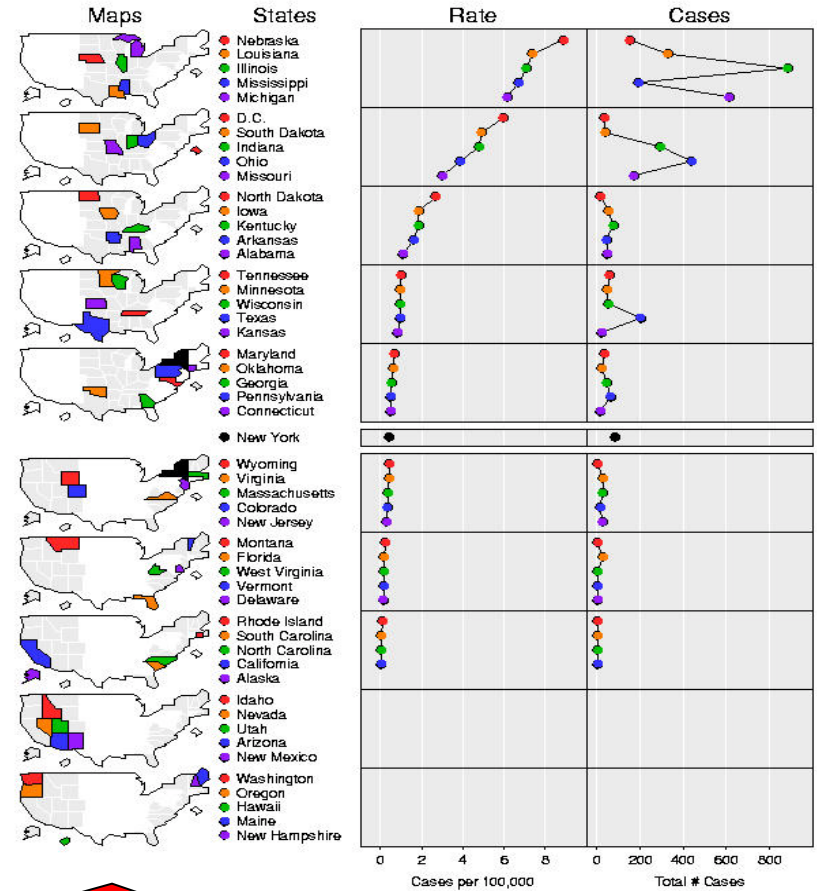 Maps States Rate Cases
Nebraska
Louisiana
Illinois
Mississippi
Michigan
D.C.
South Dakota
Indiana
Ohio
Missouri
North Dakota
Iowa
Kentucky
Arkansas
Alabama
Tennessee
Minnesota
Wisconsin
Texas
Kansas
Maryland
Oklahoma
Georgia
Pennsylvania
Connecticut
New York
Wyoming
Virginia
Massachusetts
Colorado
New Jersey
Montana
Florida
West Virginia
Vermont
Delaware
Rhode Island
South Carolina
North Carolina
California
Alaska
Idaho
Nevada
Utah
Arizona
New Mexico
Washington
Oregon
Hawaii
Maine
New Hampshire
0 2 4 6 8 0 200 400 600 800
Cases per 100,000 Total # Cases